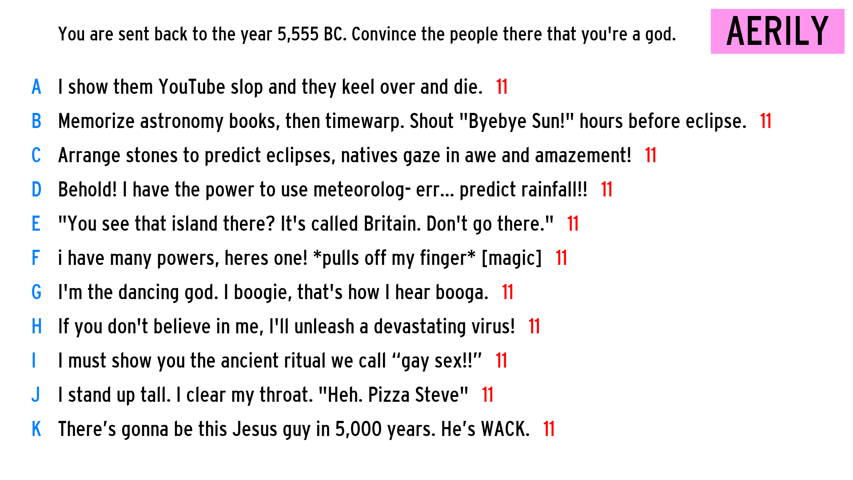 You are sent back to the year 5,555 BC. Convince the people there that you're a god.
AERILY
A I show them YouTube slop and they keel over and die. 11
B Memorize astronomy books, then timewarp. Shout "Byebye Sun!" hours before eclipse. 11
C Arrange stones to predict eclipses, natives gaze in awe and amazement! 11
D Behold! I have the power to use meteorolog- err... predict rainfall!! 11
E "You see that island there? It's called Britain. Don't go there." 11
F i have many powers, heres one! *pulls off my finger* [magic] 11
G I'm the dancing god. I boogie, that's how I hear booga. 11
H If you don't believe in me, I'll unleash a devastating virus! 11
I I must show you the ancient ritual we call “gay sex!!” 11
J I stand up tall. I clear my throat. "Heh. Pizza Steve" 11
K There’s gonna be this Jesus guy in 5,000 years. He’s WACK. 11